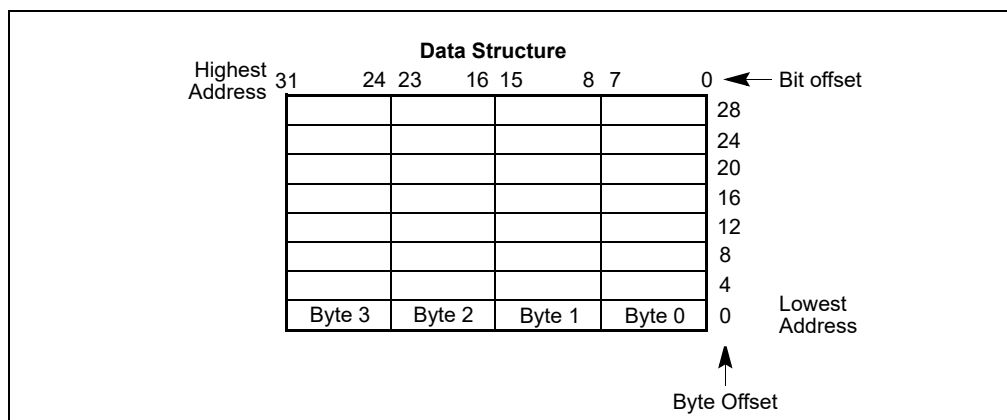 Data Structure
Highest
Address
31 24 23 16 15 8 7 0
Bit offset
28
24
20
16
12
8
4
Byte 3 Byte 2 Byte 1 Byte 0 0
Lowest
Address
Byte Offset